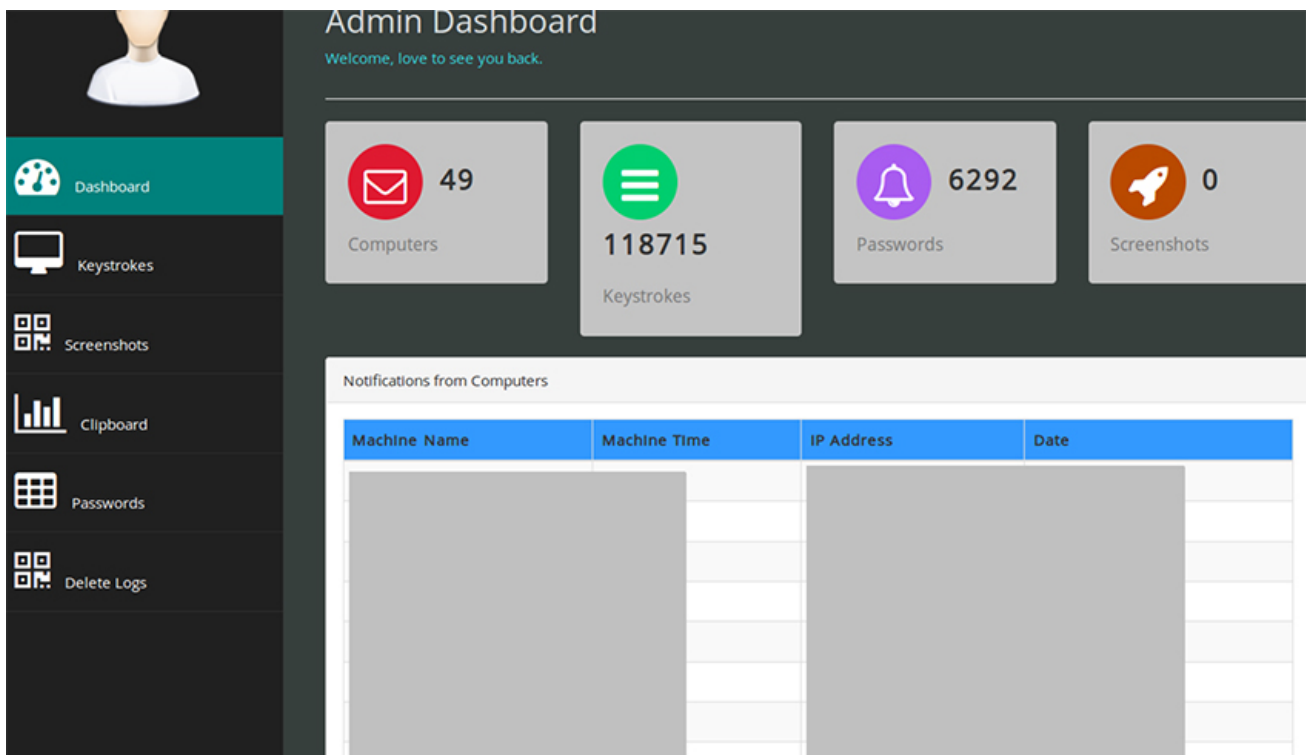 Admin Dashboard
Welcome, love to see you back.
Dashboard
Keystrokes
Screenshots
Clipboard
Passwords
Delete Logs
49
Computers
118715
Keystrokes
6292
Passwords
0
Screenshots
Notifications from Computers
Machine Name Machine Time IP Address Date